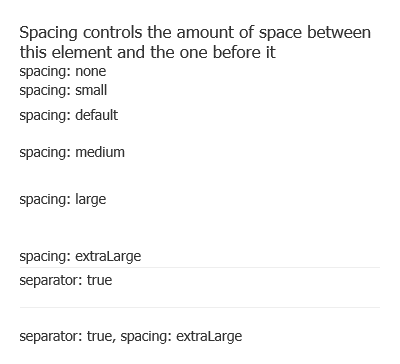 Spacing controls the amount of space between
this element and the one before it
spacing: none
spacing: small
spacing: default
spacing: medium
spacing: large
spacing: extraLarge
separator: true
separator: true, spacing: extraLarge